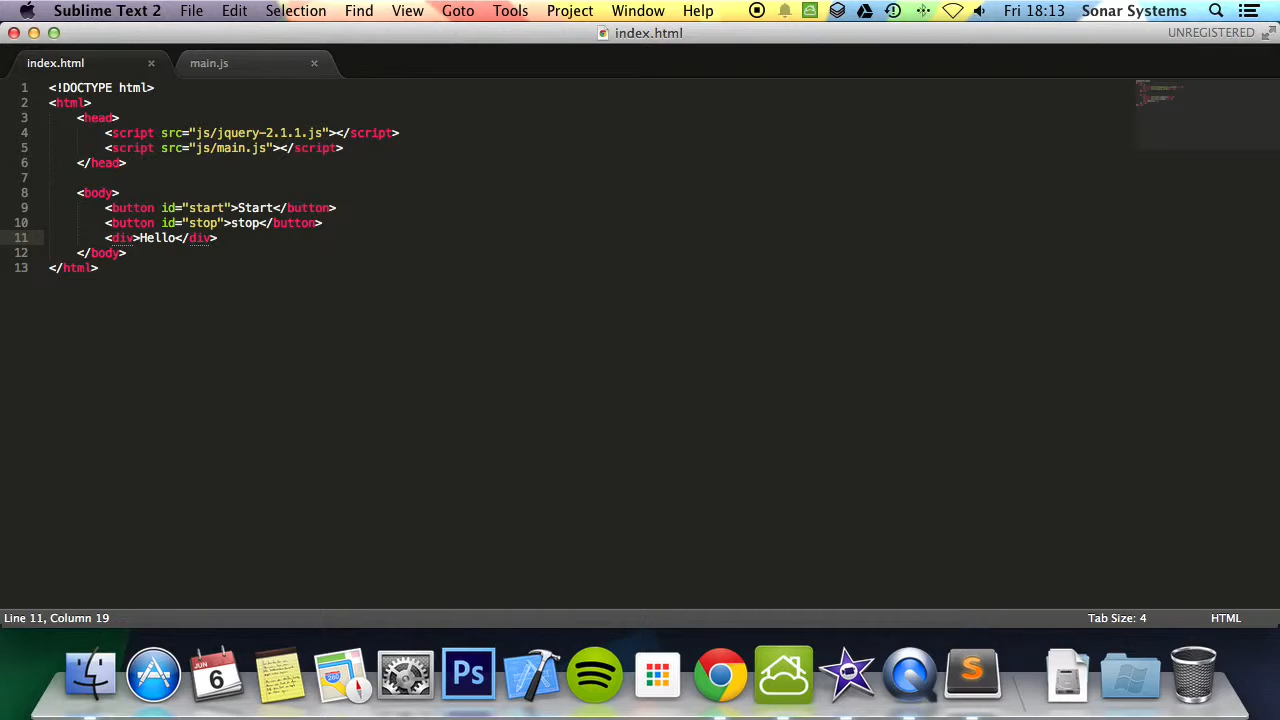 Sublime Text 2 File Edit Selection Find View Goto Tools Project Window Help Fri 18:13 Sonar Systems
index.html UNREGISTERED
index.html main.js
1 <!DOCTYPE html>
2 <html>
3 <head>
4 <script src="js/jquery-2.1.1.js"></script>
5 <script src="js/main.js"></script>
6 </head>
7
8 <body>
9 <button id="start">Start</button>
10 <button id="stop">stop</button>
11 <div>Hello</div>
12 </body>
13 </html>
Line 11, Column 19 Tab Size: 4 HTML
JUN
6
280
Ps
S